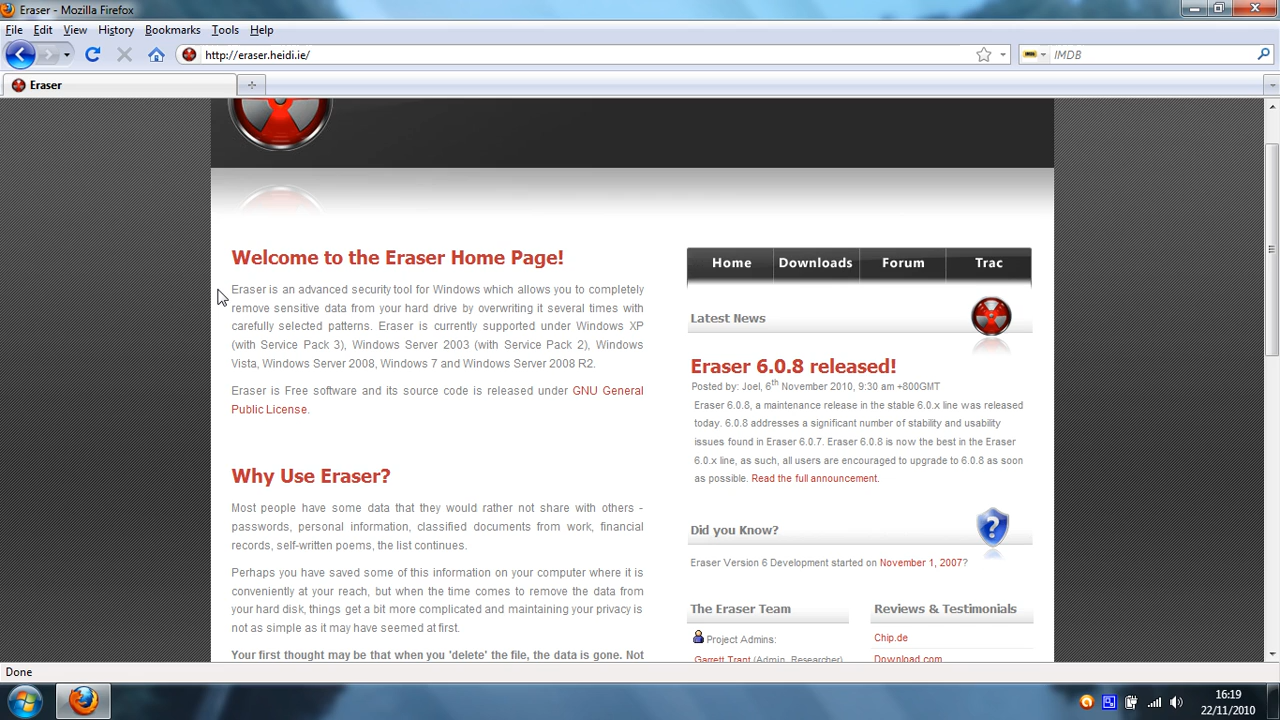 Eraser - Mozilla Firefox
File Edit View History Bookmarks Tools Help
http://eraser.heidi.ie/
IMDB
Eraser
Welcome to the Eraser Home Page!
Eraser is an advanced security tool for Windows which allows you to completely
remove sensitive data from your hard drive by overwriting it several times with
carefully selected patterns. Eraser is currently supported under Windows XP
(with Service Pack 3), Windows Server 2003 (with Service Pack 2), Windows
Vista, Windows Server 2008, Windows 7 and Windows Server 2008 R2.
Eraser is Free software and its source code is released under GNU General
Public License.
Why Use Eraser?
Most people have some data that they would rather not share with others -
passwords, personal information, classified documents from work, financial
records, self-written poems, the list continues.
Perhaps you have saved some of this information on your computer where it is
conveniently at your reach, but when the time comes to remove the data from
your hard disk, things get a bit more complicated and maintaining your privacy is
not as simple as it may have seemed at first.
Your first thought may be that when you 'delete' the file, the data is gone. Not
Home Downloads Forum Trac
Latest News
Eraser 6.0.8 released!
Posted by: Joel, 6th November 2010, 9:30 am +800GMT
Eraser 6.0.8, a maintenance release in the stable 6.0.x line was released
today. 6.0.8 addresses a significant number of stability and usability
issues found in Eraser 6.0.7. Eraser 6.0.8 is now the best in the Eraser
6.0.x line, as such, all users are encouraged to upgrade to 6.0.8 as soon
as possible. Read the full announcement.
Did you Know?
Eraser Version 6 Development started on November 1, 2007?
The Eraser Team
Project Admins:
Garrett Trant (Admin, Researcher)
Reviews & Testimonials
Chip.de
Download.com
Done
16:19
22/11/2010